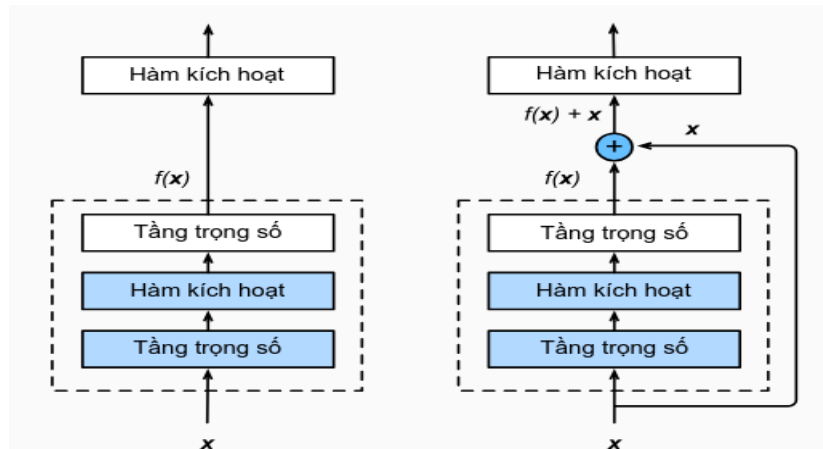 Hàm kích hoạt
f(x)
Tầng trọng số
Hàm kích hoạt
Tầng trọng số
x
Hàm kích hoạt
f(x) + x
x
+
f(x)
Tầng trọng số
Hàm kích hoạt
Tầng trọng số
x